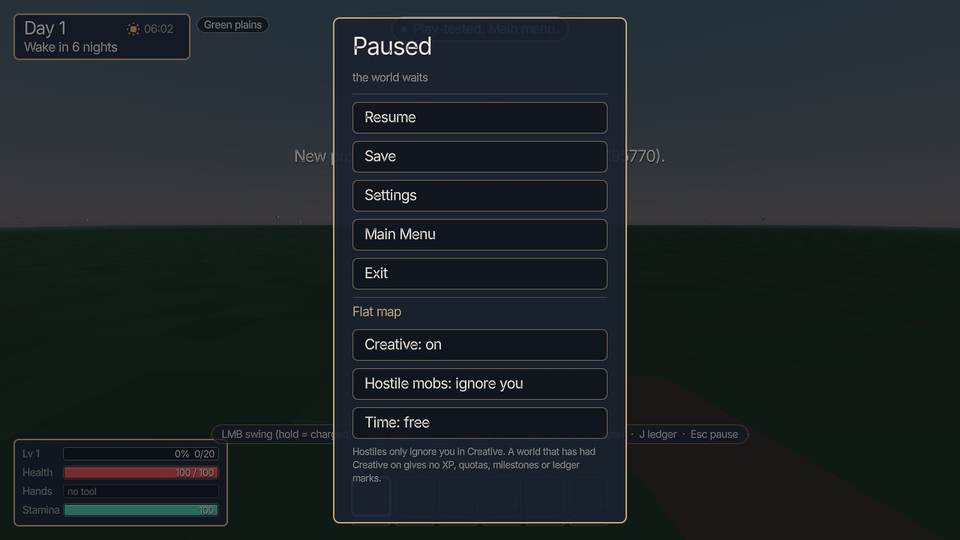 Day 1
06:02
Wake in 6 nights
Green plains
Paused
the world waits
Resume
Save
New
5770).
Settings
Main Menu
Exit
Flat map
Creative: on
Hostile mobs: ignore you
Time: free
LMB swing (hold =
· J ledger · Esc pause
Hostiles only ignore you in Creative. A world that has had
Creative on gives no XP, quotas, milestones or ledger
marks.
Lv 1
0% 0/20
Health
100 / 100
Hands
no tool
Stamina
100